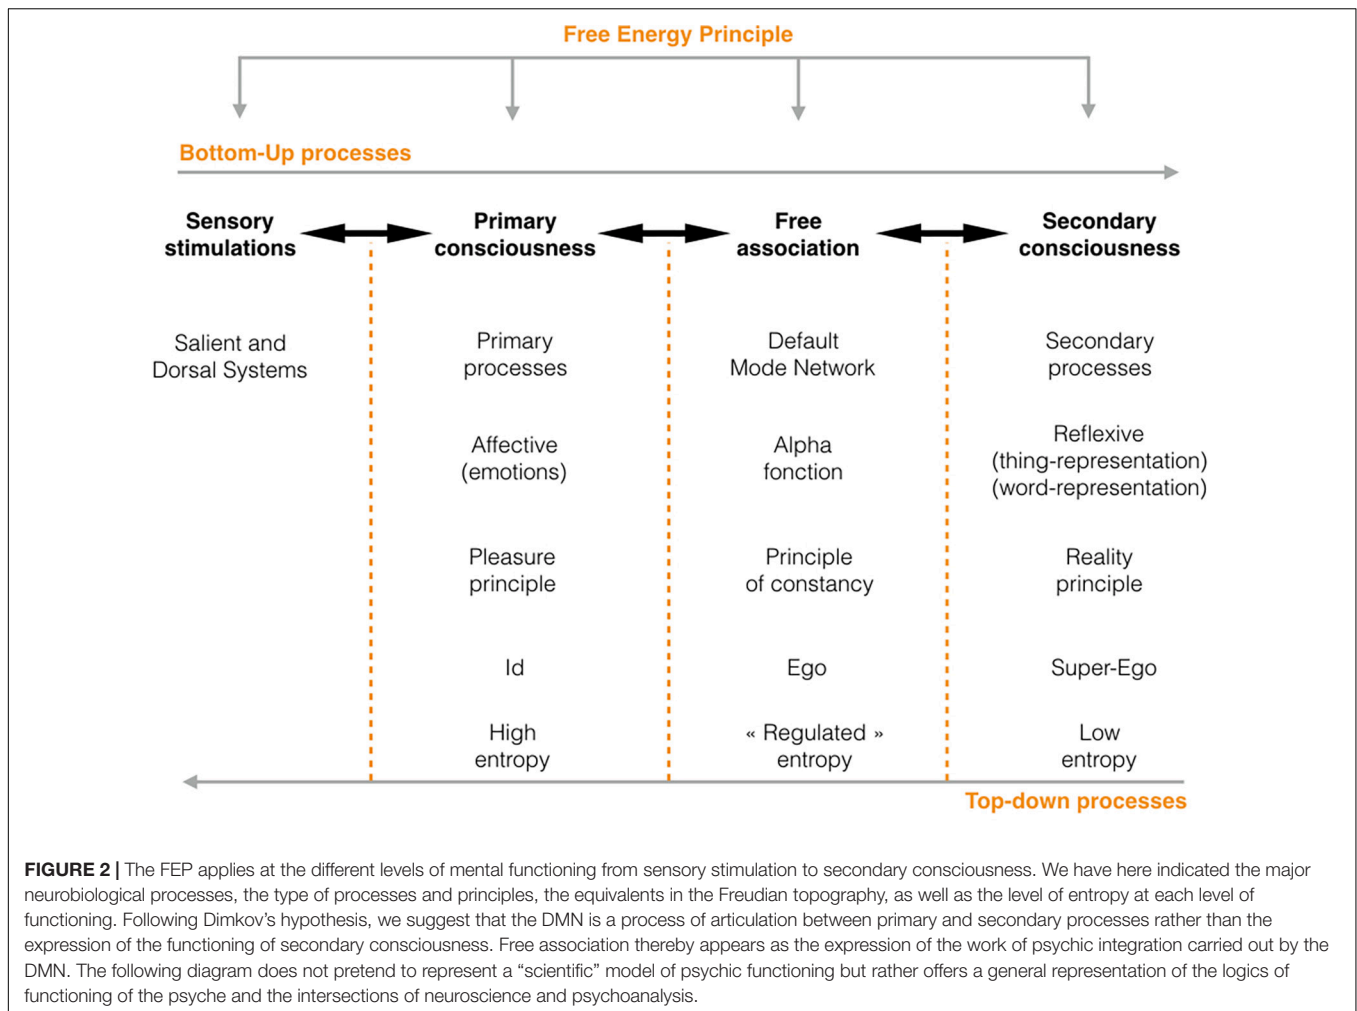 Free Energy Principle
Bottom-Up processes
Sensory
stimulations
Primary
consciousness
Free
association
Secondary
consciousness
Salient and
Dorsal Systems
Primary
processes
Default
Mode Network
Secondary
processes
Affective
(emotions)
Alpha
fonction
Reflexive
(thing-representation)
(word-representation)
Pleasure
principle
Principle
of constancy
Reality
principle
Id
Ego
Super-Ego
High
entropy
« Regulated »
entropy
Low
entropy
Top-down processes
FIGURE 2 | The FEP applies at the different levels of mental functioning from sensory stimulation to secondary consciousness. We have here indicated the major
neurobiological processes, the type of processes and principles, the equivalents in the Freudian topography, as well as the level of entropy at each level of
functioning. Following Dimkov’s hypothesis, we suggest that the DMN is a process of articulation between primary and secondary processes rather than the
expression of the functioning of secondary consciousness. Free association thereby appears as the expression of the work of psychic integration carried out by the
DMN. The following diagram does not pretend to represent a “scientific” model of psychic functioning but rather offers a general representation of the logics of
functioning of the psyche and the intersections of neuroscience and psychoanalysis.